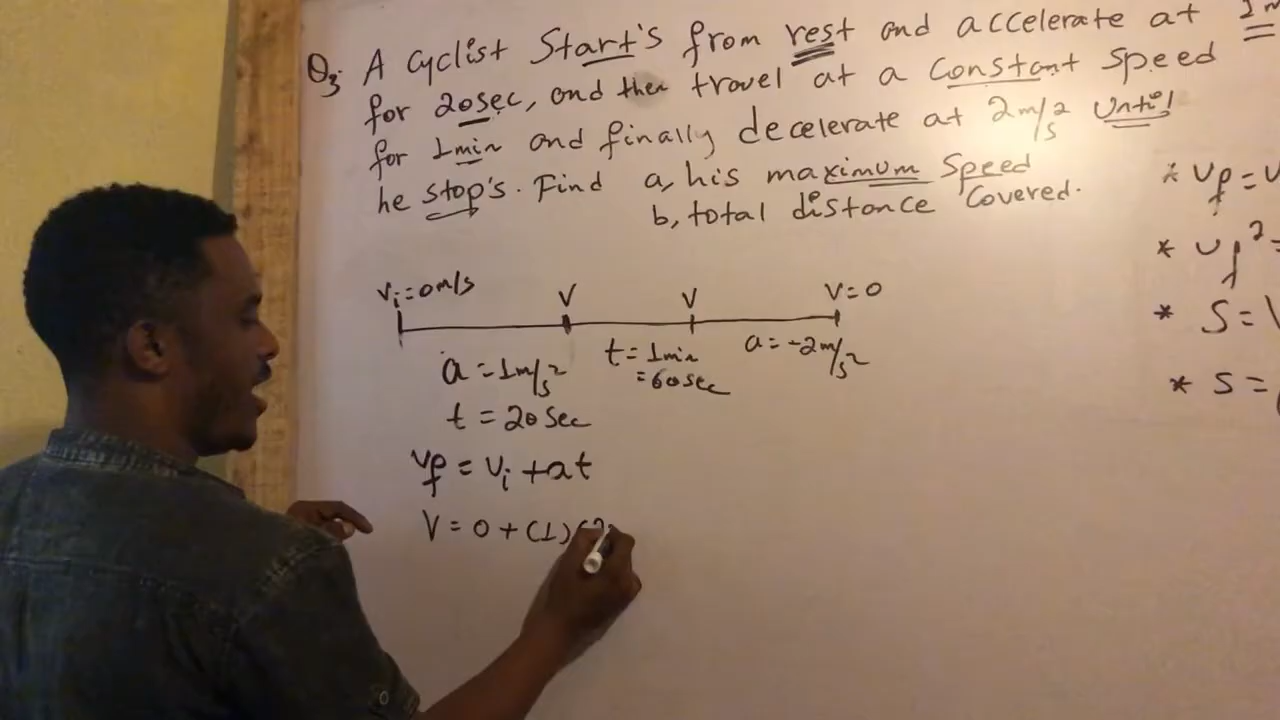 Q3. A Cyclist Start's from rest and accelerate at 1m
for 20sec, and then travel at a Constant Speed
for 1min and finally decelerate at 2m/s2 Until
he stop's. Find a, his maximum Speed
b, total distance Covered.
* vf = v
* vf2 =
* S = V
* S =
Vi = 0m/s V V V = 0
a = 1m/s2 t = 1min = 60sec a = -2m/s2
t = 20Sec
vf = vi + at
V = 0 + (1)(2